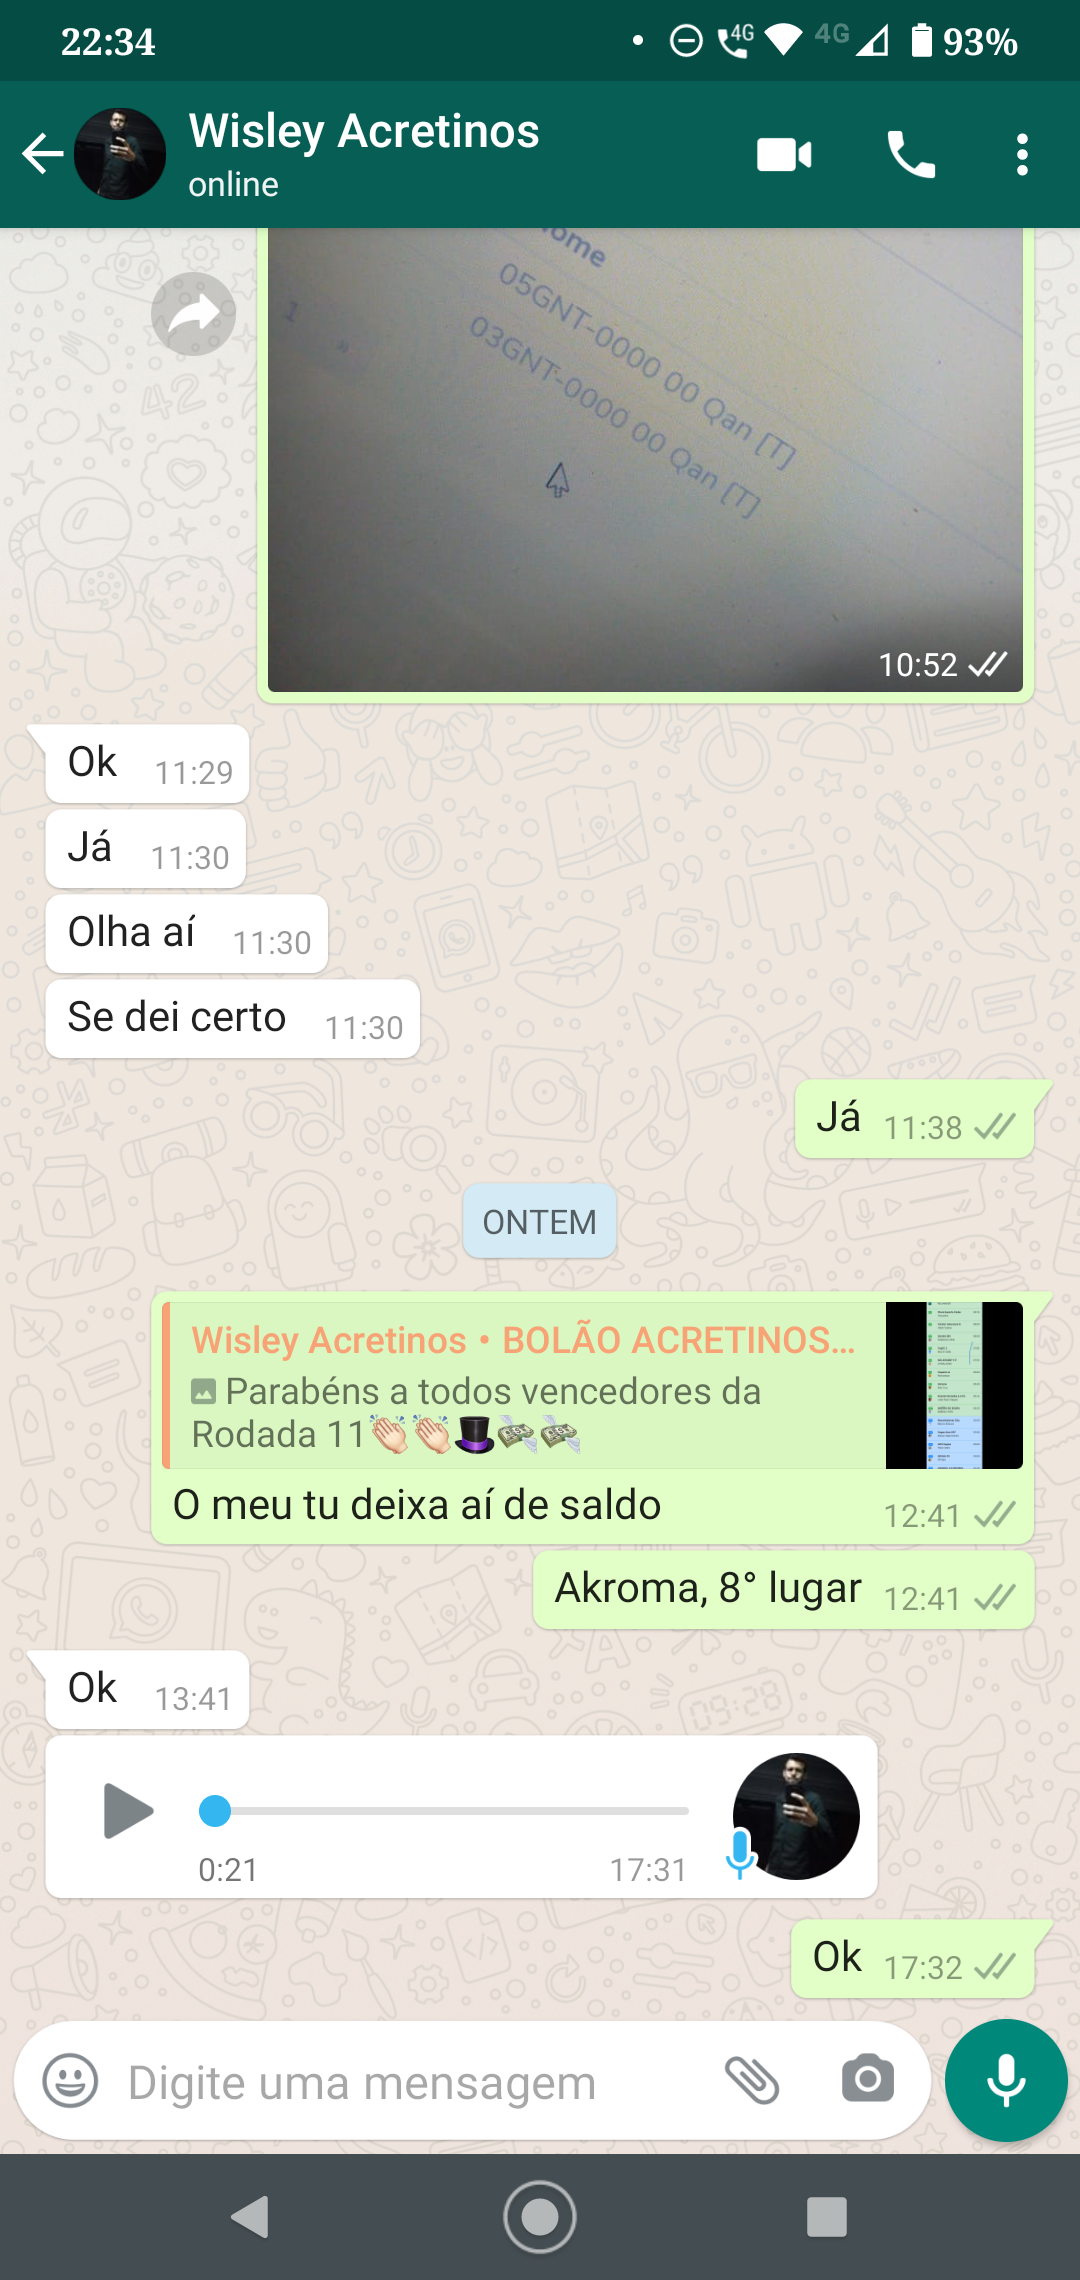 22:34
4G
4G
93%
Wisley Acretinos
online
ome
05GNT-0000 00 Qan [T]
1
03GNT-0000 00 Qan [T]
10:52
Ok 11:29
Já 11:30
Olha aí 11:30
Se dei certo 11:30
Já 11:38
ONTEM
Wisley Acretinos • BOLÃO ACRETINOS...
Parabéns a todos vencedores da
Rodada 11👏🏻👏🏻🎩💸💸
O meu tu deixa aí de saldo 12:41
Akroma, 8° lugar 12:41
Ok 13:41
0:21 17:31
Ok 17:32
Digite uma mensagem